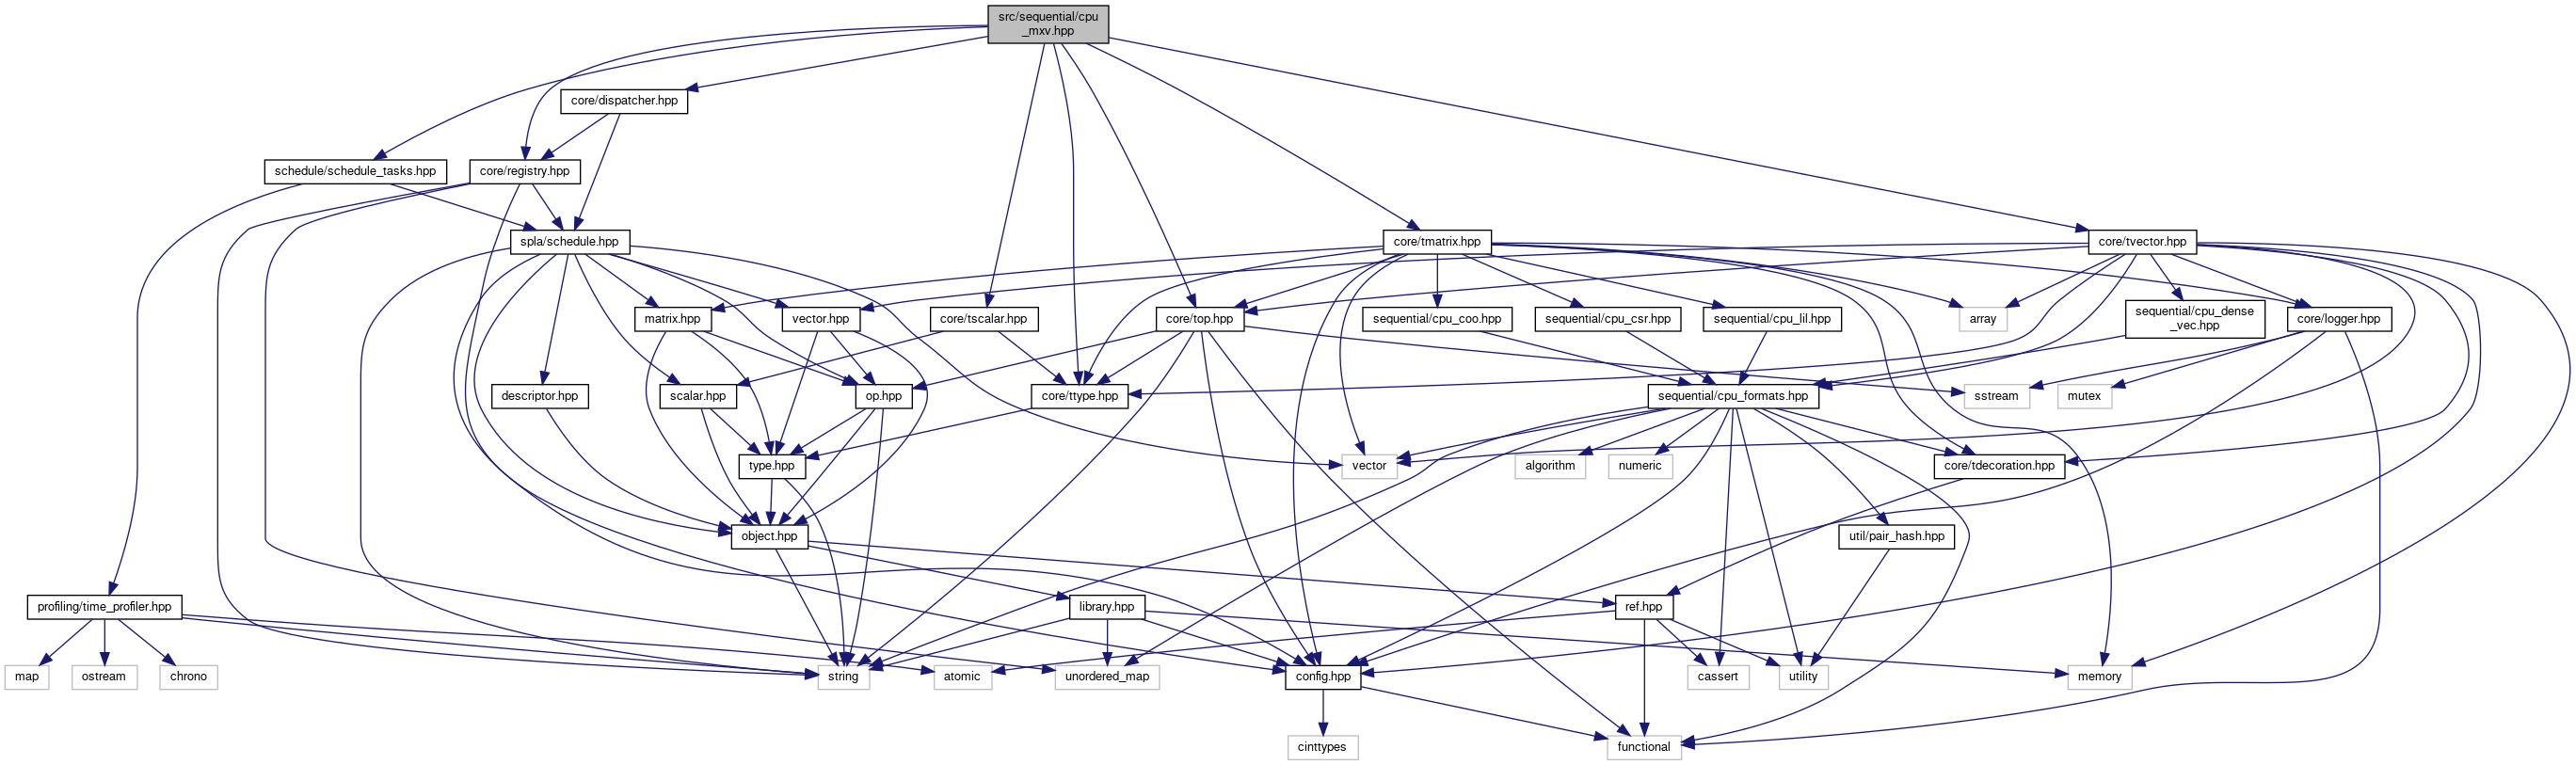 src/sequential/cpu
_mxv.hpp
core/dispatcher.hpp
schedule/schedule_tasks.hpp
core/registry.hpp
spla/schedule.hpp
core/tmatrix.hpp
core/tvector.hpp
matrix.hpp
vector.hpp
core/tscalar.hpp
core/top.hpp
sequential/cpu_coo.hpp
sequential/cpu_csr.hpp
sequential/cpu_lil.hpp
array
sequential/cpu_dense
_vec.hpp
core/logger.hpp
descriptor.hpp
scalar.hpp
op.hpp
core/ttype.hpp
sequential/cpu_formats.hpp
sstream
mutex
type.hpp
vector
algorithm
numeric
core/tdecoration.hpp
object.hpp
util/pair_hash.hpp
profiling/time_profiler.hpp
library.hpp
ref.hpp
map
ostream
chrono
string
atomic
unordered_map
config.hpp
cassert
utility
memory
cinttypes
functional